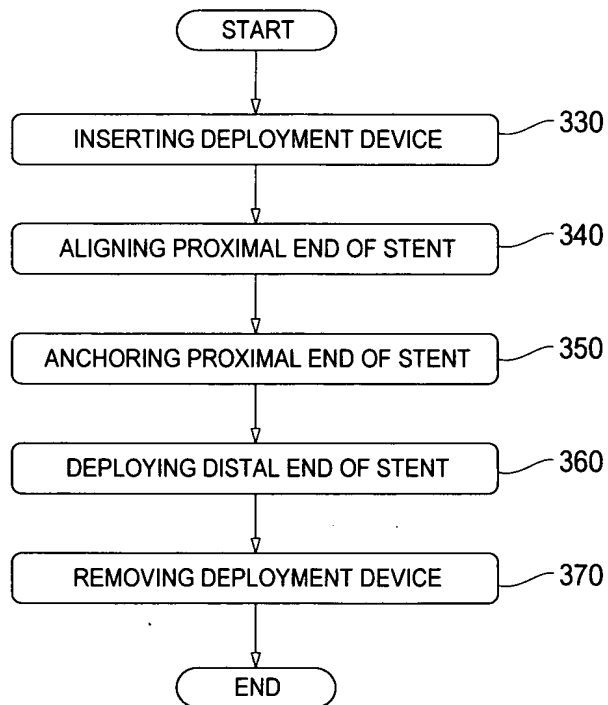 START
INSERTING DEPLOYMENT DEVICE 330
ALIGNING PROXIMAL END OF STENT 340
ANCHORING PROXIMAL END OF STENT 350
DEPLOYING DISTAL END OF STENT 360
REMOVING DEPLOYMENT DEVICE 370
END